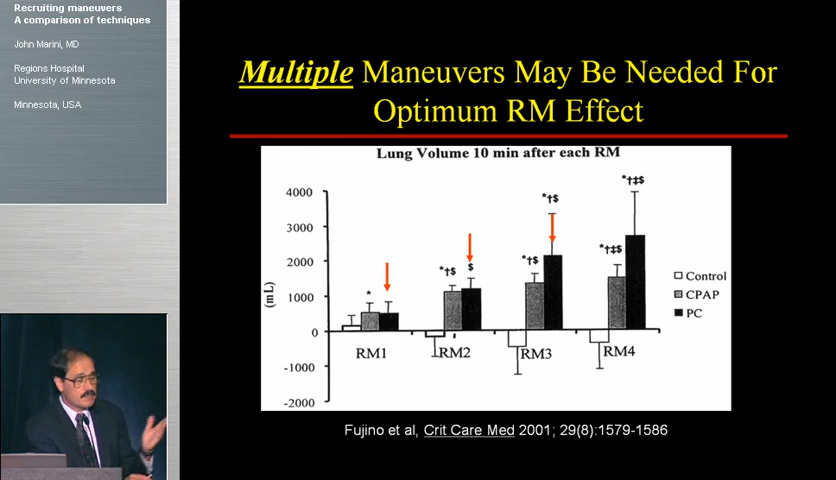 Recruiting maneuvers
A comparison of techniques
John Marini, MD
Regions Hospital
University of Minnesota
Minnesota, USA
Multiple Maneuvers May Be Needed For
Optimum RM Effect
Lung Volume 10 min after each RM
4000
3000
2000
1000
0
-1000
-2000
(mL)
*
*†$
$
*†$
*†$
*†‡$
*†‡$
RM1
RM2
RM3
RM4
Control
CPAP
PC
Fujino et al, Crit Care Med 2001; 29(8):1579-1586